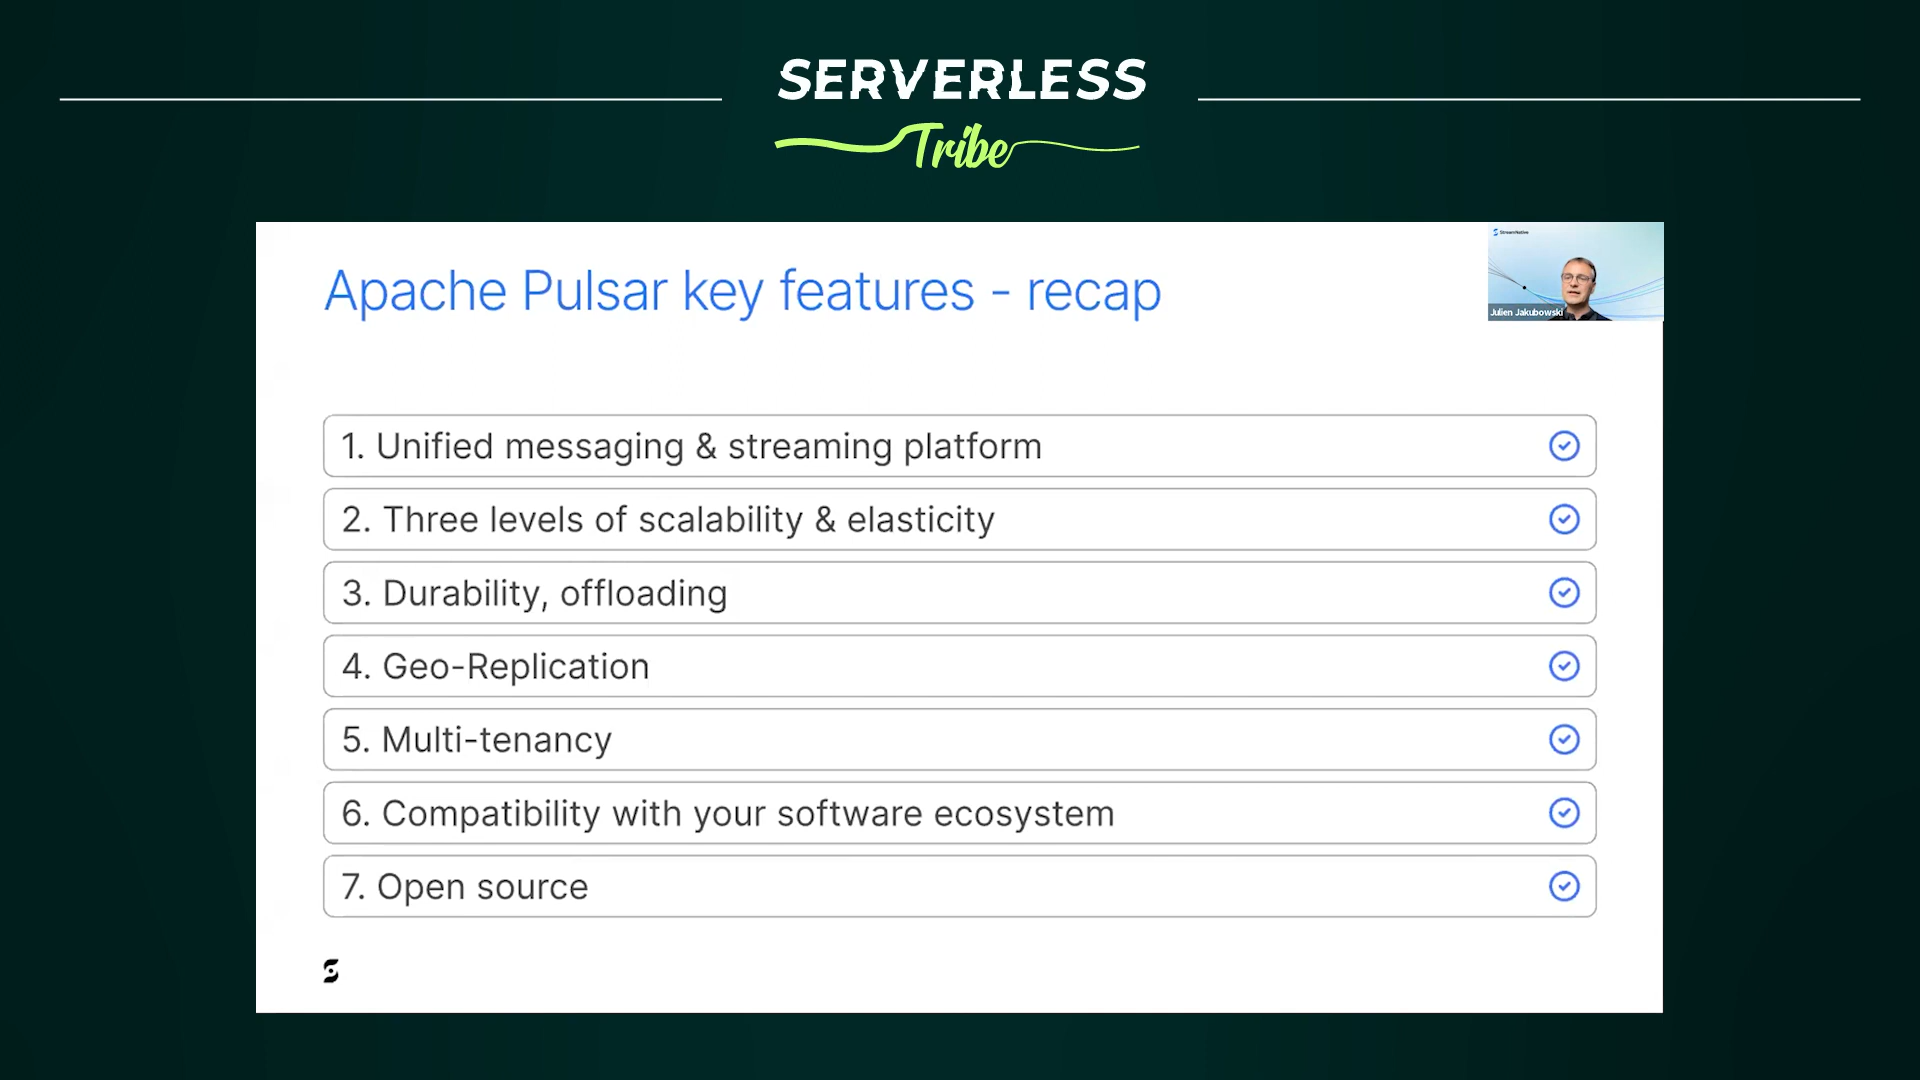 SERVERLESS
Tribe
Apache Pulsar key features - recap
StreamNative
Julien Jakubowski
1. Unified messaging & streaming platform
2. Three levels of scalability & elasticity
3. Durability, offloading
4. Geo-Replication
5. Multi-tenancy
6. Compatibility with your software ecosystem
7. Open source